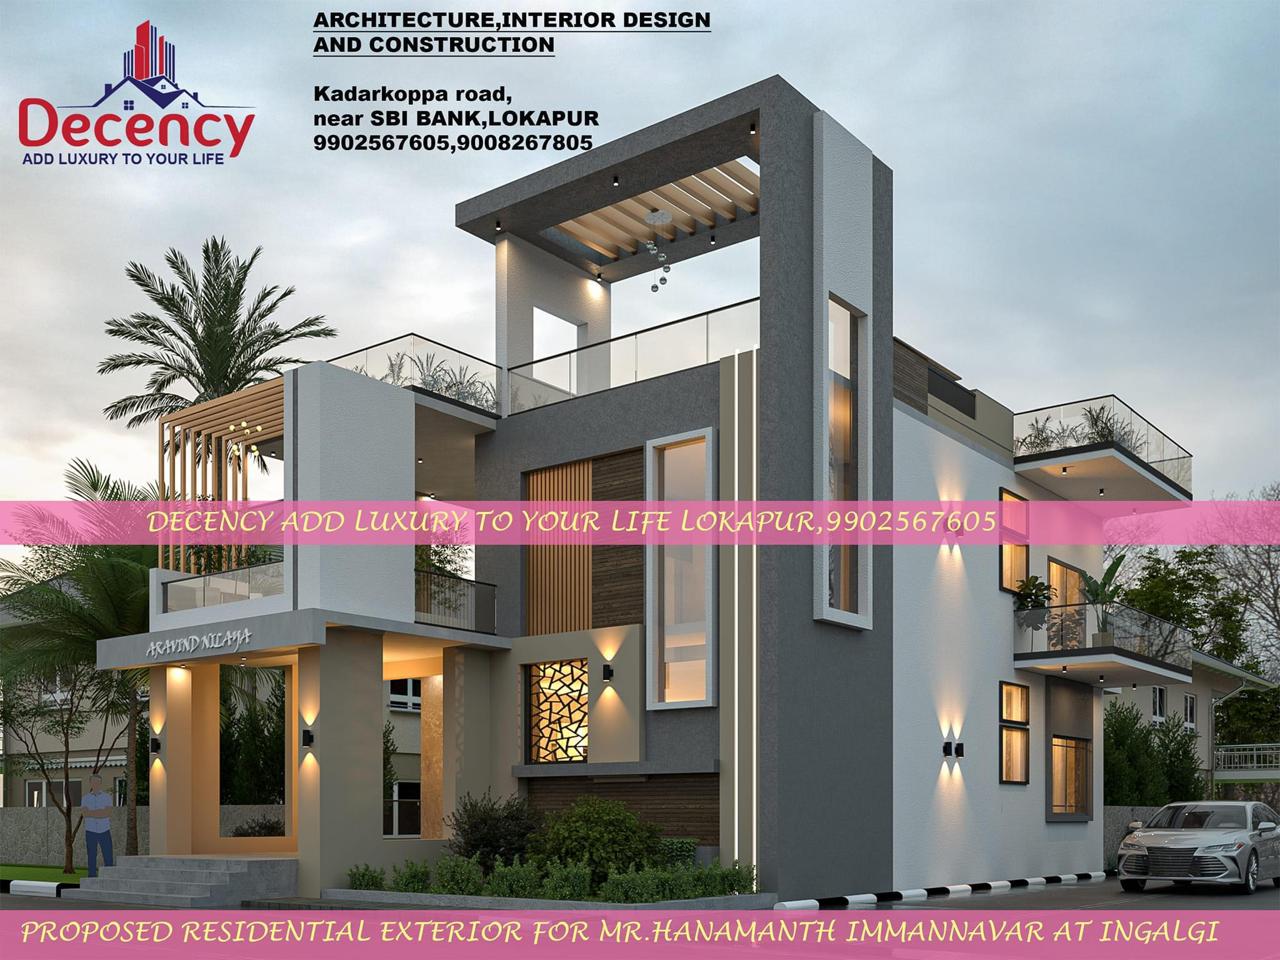 Decency
ADD LUXURY TO YOUR LIFE
ARCHITECTURE,INTERIOR DESIGN
AND CONSTRUCTION
Kadarkoppa road,
near SBI BANK,LOKAPUR
9902567605,9008267805
DECENCY ADD LUXURY TO YOUR LIFE LOKAPUR,9902567605
ARAVIND NILAYA
PROPOSED RESIDENTIAL EXTERIOR FOR MR.HANAMANTH IMMANNAVAR AT INGALGI